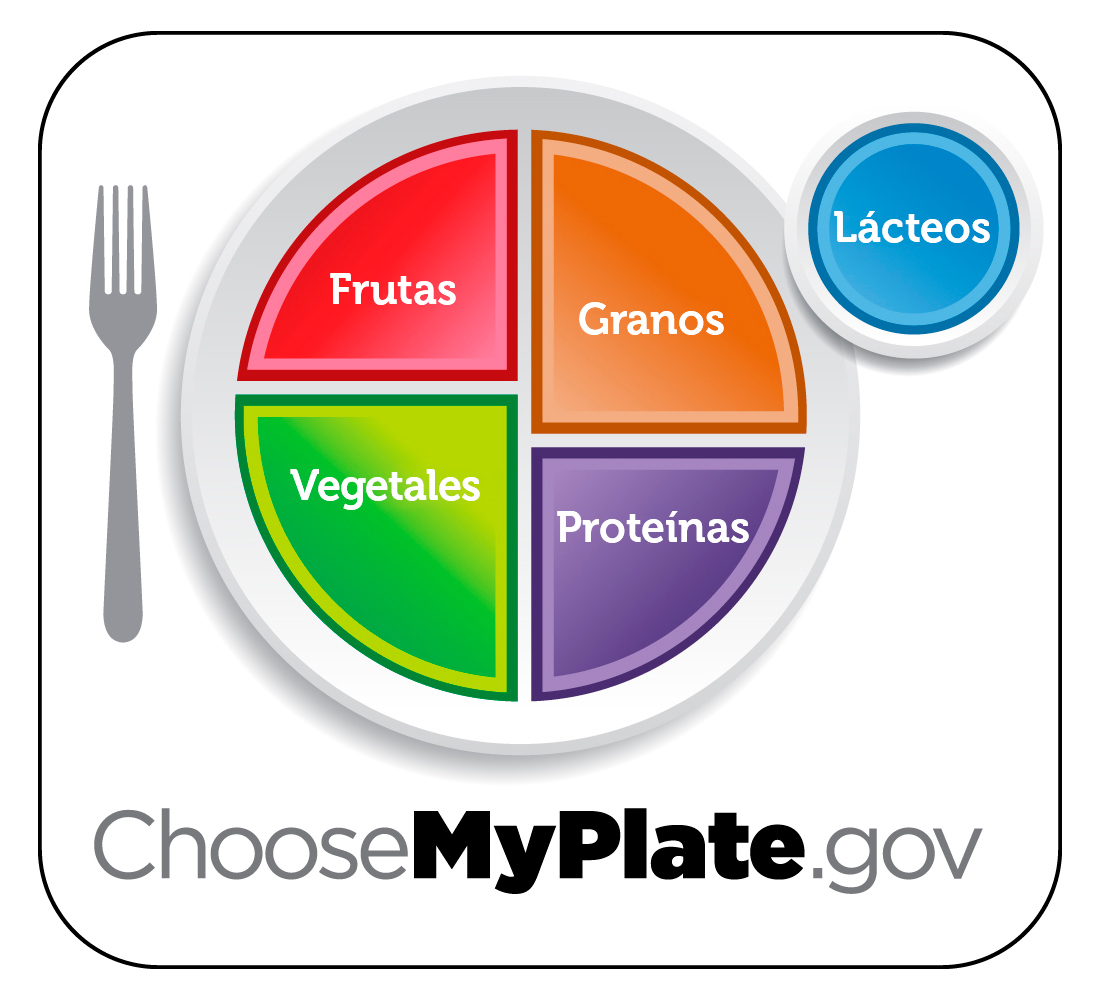 Frutas
Granos
Lácteos
Vegetales
Proteínas
ChooseMyPlate.gov